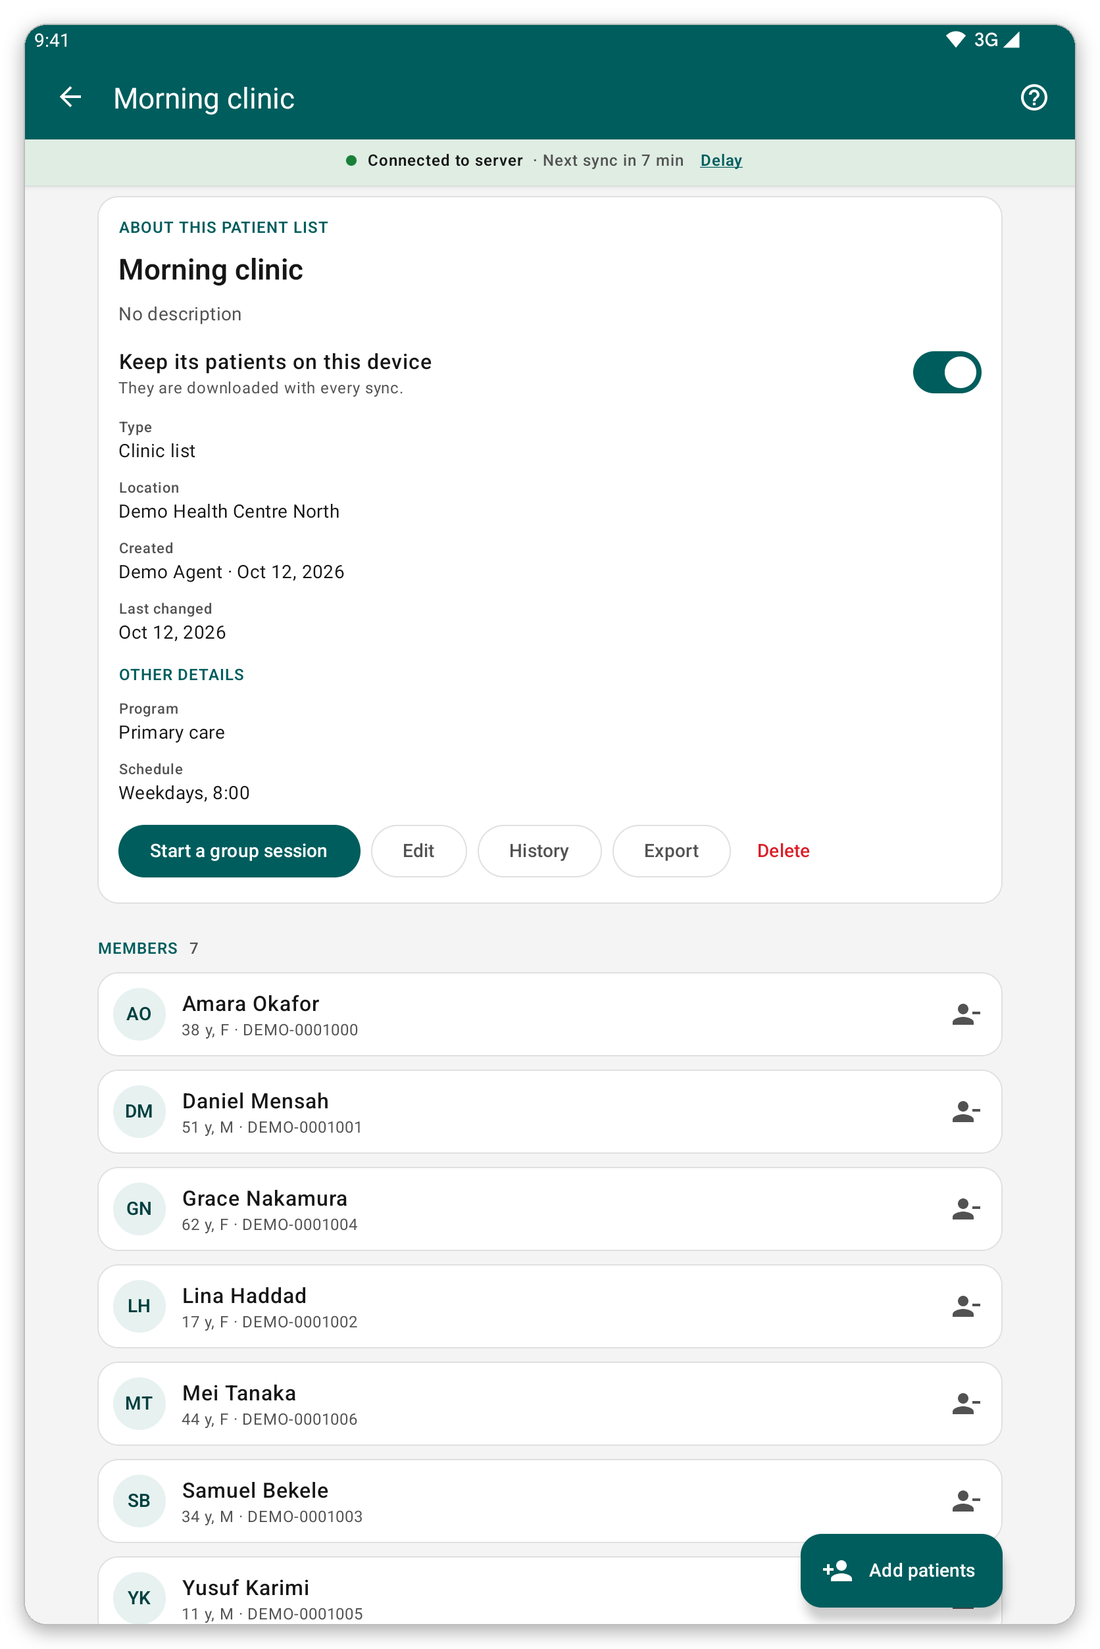 9:41
3G
Morning clinic
Connected to server · Next sync in 7 min Delay
ABOUT THIS PATIENT LIST
Morning clinic
No description
Keep its patients on this device
They are downloaded with every sync.
Type
Clinic list
Location
Demo Health Centre North
Created
Demo Agent · Oct 12, 2026
Last changed
Oct 12, 2026
OTHER DETAILS
Program
Primary care
Schedule
Weekdays, 8:00
Start a group session
Edit
History
Export
Delete
MEMBERS 7
AO
Amara Okafor
38 y, F · DEMO-0001000
DM
Daniel Mensah
51 y, M · DEMO-0001001
GN
Grace Nakamura
62 y, F · DEMO-0001004
LH
Lina Haddad
17 y, F · DEMO-0001002
MT
Mei Tanaka
44 y, F · DEMO-0001006
SB
Samuel Bekele
34 y, M · DEMO-0001003
YK
Yusuf Karimi
11 y, M · DEMO-0001005
Add patients